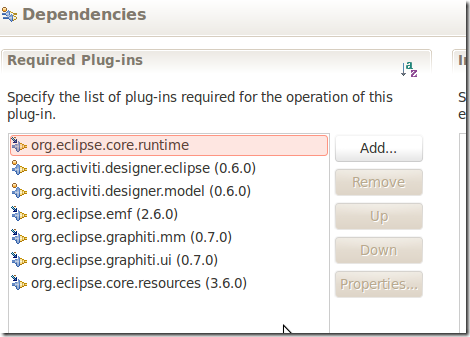 Dependencies
Required Plug-ins
a
z
Specify the list of plug-ins required for the operation of this
plug-in.
org.eclipse.core.runtime
org.activiti.designer.eclipse (0.6.0)
org.activiti.designer.model (0.6.0)
org.eclipse.emf (2.6.0)
org.eclipse.graphiti.mm (0.7.0)
org.eclipse.graphiti.ui (0.7.0)
org.eclipse.core.resources (3.6.0)
Add...
Remove
Up
Down
Properties...